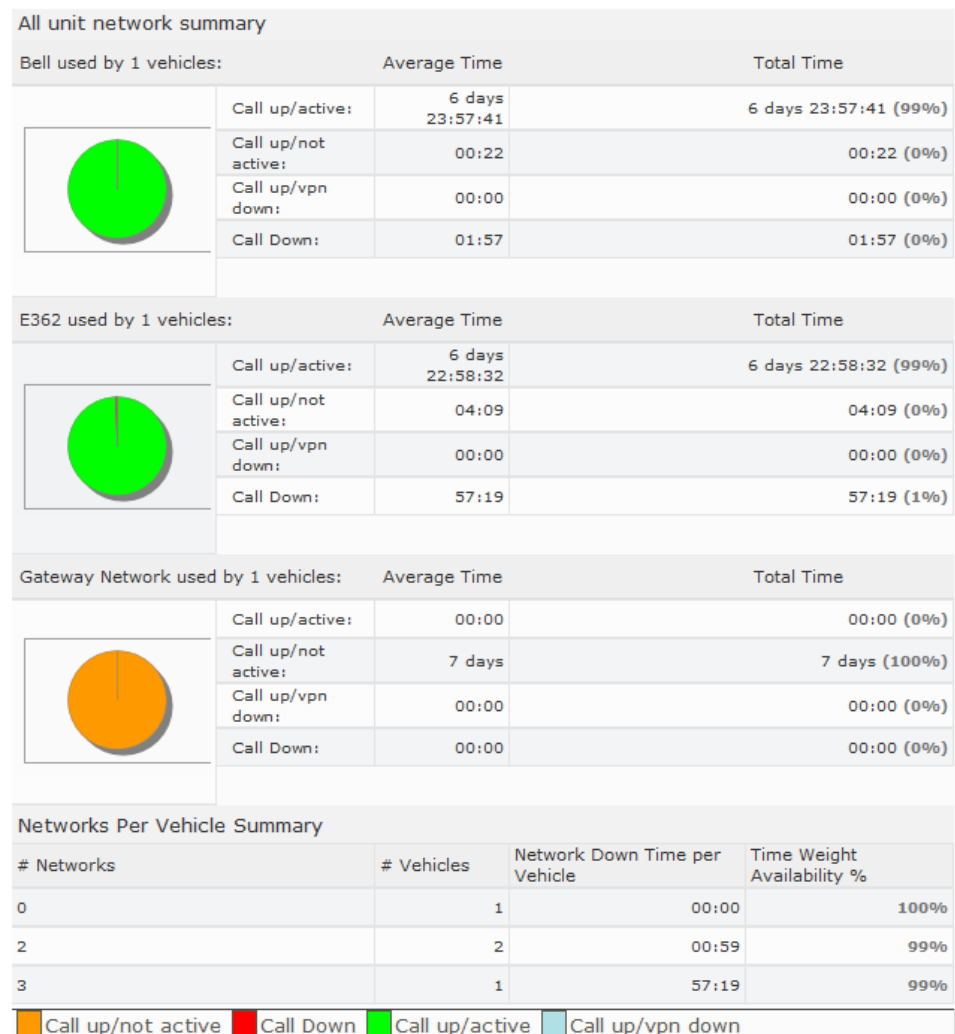 All unit network summary
Bell used by 1 vehicles: Average Time Total Time
Call up/active: 6 days 23:57:41 6 days 23:57:41 (99%)
Call up/not active: 00:22 00:22 (0%)
Call up/vpn down: 00:00 00:00 (0%)
Call Down: 01:57 01:57 (0%)
E362 used by 1 vehicles: Average Time Total Time
Call up/active: 6 days 22:58:32 6 days 22:58:32 (99%)
Call up/not active: 04:09 04:09 (0%)
Call up/vpn down: 00:00 00:00 (0%)
Call Down: 57:19 57:19 (1%)
Gateway Network used by 1 vehicles: Average Time Total Time
Call up/active: 00:00 00:00 (0%)
Call up/not active: 7 days 7 days (100%)
Call up/vpn down: 00:00 00:00 (0%)
Call Down: 00:00 00:00 (0%)
Networks Per Vehicle Summary
# Networks # Vehicles Network Down Time per Vehicle Time Weight Availability %
0 1 00:00 100%
2 2 00:59 99%
3 1 57:19 99%
Call up/not active Call Down Call up/active Call up/vpn down